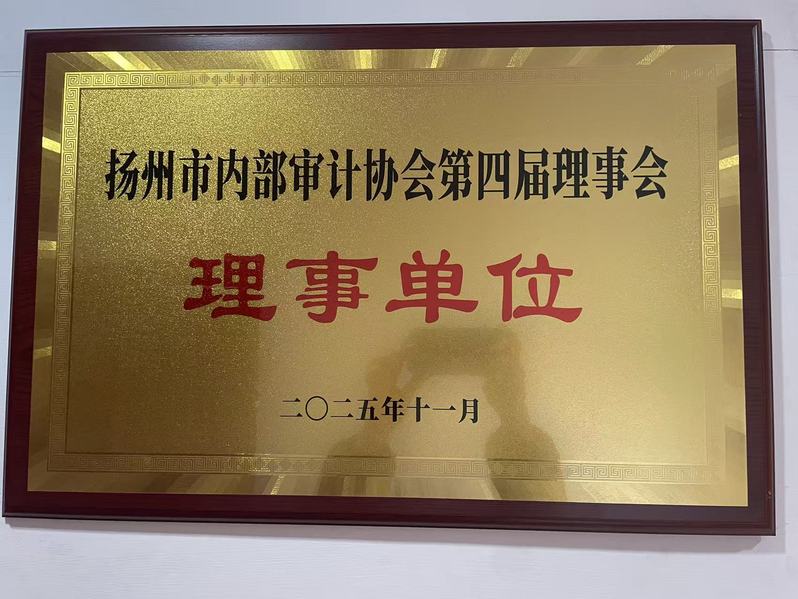 扬州市内部审计协会第四届理事会
理事单位
二〇二五年十一月